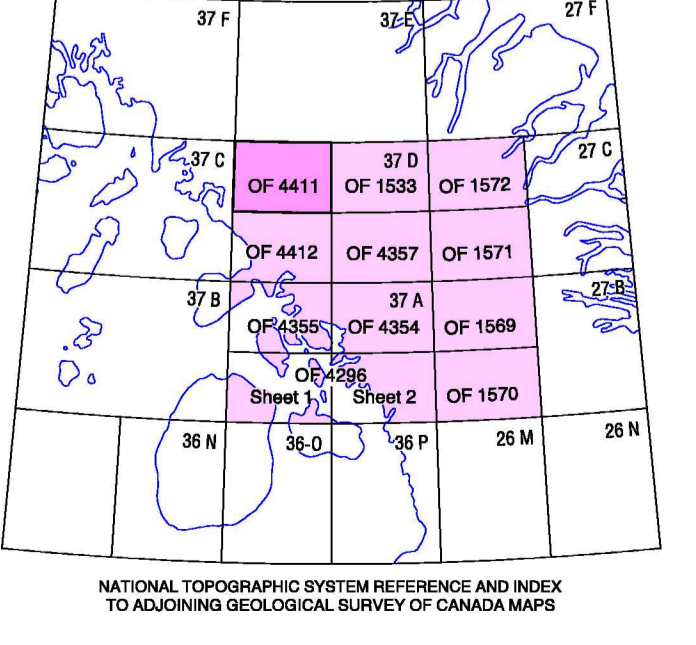 37 F
37-E
27 F
37 C
37 D
27 C
OF 4411
OF 1533
OF 1572
OF 4412
OF 4357
OF 1571
37 B
37 A
27-B
OF 4355
OF 4354
OF 1569
OF 4296
Sheet 1
Sheet 2
OF 1570
36 N
36-O
36 P
26 M
26 N
NATIONAL TOPOGRAPHIC SYSTEM REFERENCE AND INDEX
TO ADJOINING GEOLOGICAL SURVEY OF CANADA MAPS